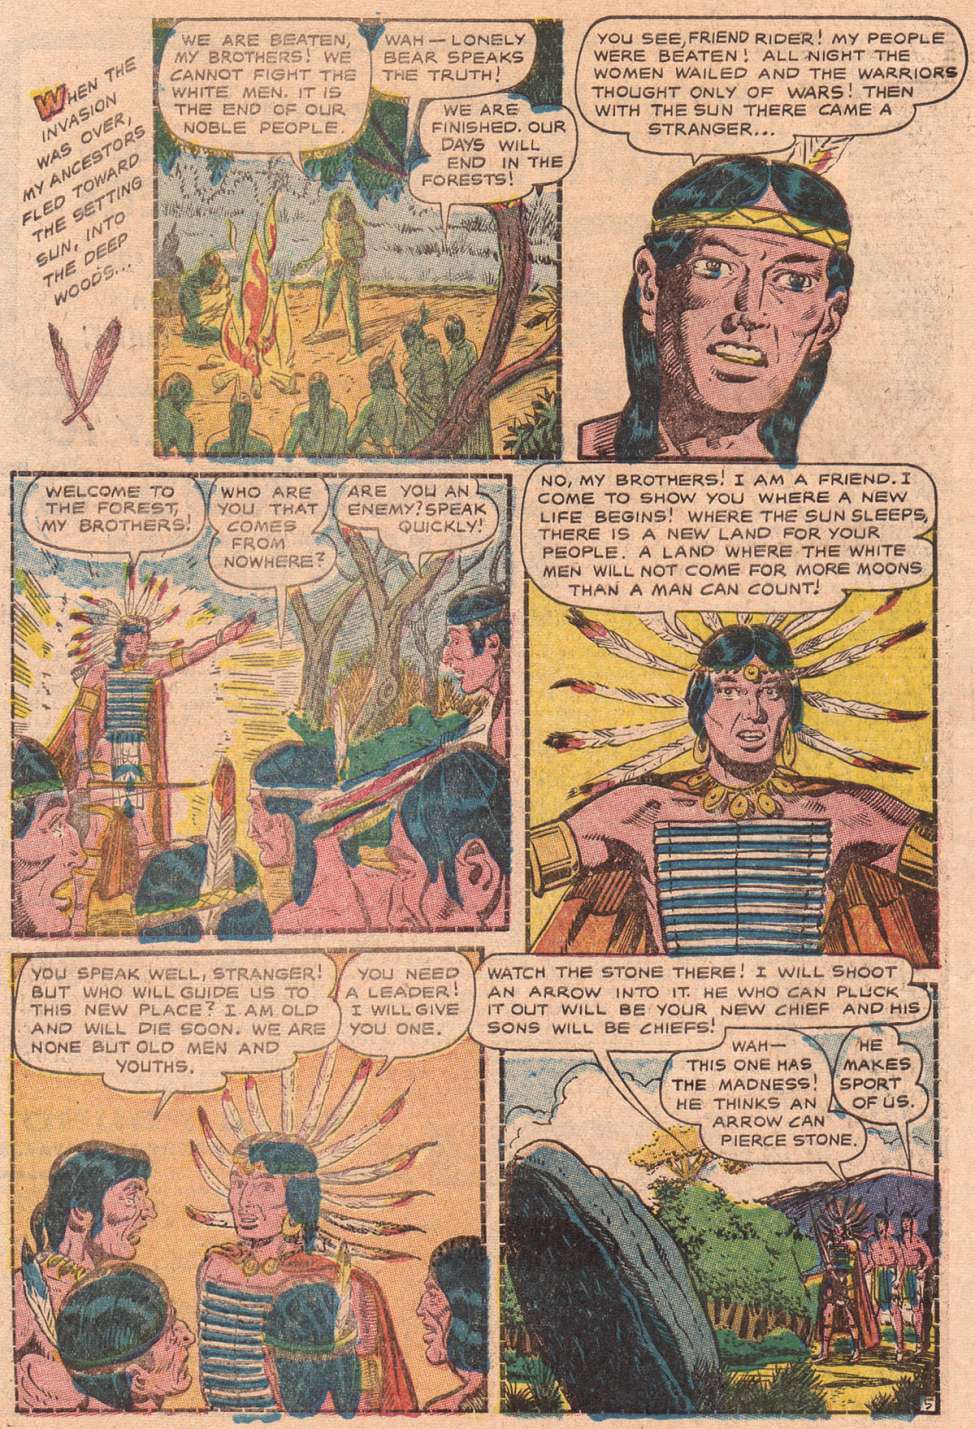 WHEN THE
INVASION
WAS OVER,
MY ANCESTORS
FLED TOWARD
THE SETTING
SUN, INTO
THE DEEP
WOODS...
WE ARE BEATEN,
MY BROTHERS! WE
CANNOT FIGHT THE
WHITE MEN. IT IS
THE END OF OUR
NOBLE PEOPLE.
WAH — LONELY
BEAR SPEAKS
THE TRUTH!
WE ARE
FINISHED. OUR
DAYS WILL
END IN THE
FORESTS!
YOU SEE, FRIEND RIDER! MY PEOPLE
WERE BEATEN! ALL NIGHT THE
WOMEN WAILED AND THE WARRIORS
THOUGHT ONLY OF WARS! THEN
WITH THE SUN THERE CAME A
STRANGER...
WELCOME TO
THE FOREST,
MY BROTHERS!
WHO ARE
YOU THAT
COMES
FROM
NOWHERE?
ARE YOU AN
ENEMY? SPEAK
QUICKLY!
NO, MY BROTHERS! I AM A FRIEND. I
COME TO SHOW YOU WHERE A NEW
LIFE BEGINS! WHERE THE SUN SLEEPS,
THERE IS A NEW LAND FOR YOUR
PEOPLE. A LAND WHERE THE WHITE
MEN WILL NOT COME FOR MORE MOONS
THAN A MAN CAN COUNT!
YOU SPEAK WELL, STRANGER!
BUT WHO WILL GUIDE US TO
THIS NEW PLACE? I AM OLD
AND WILL DIE SOON. WE ARE
NONE BUT OLD MEN AND
YOUTHS.
YOU NEED
A LEADER!
I WILL GIVE
YOU ONE.
WATCH THE STONE THERE! I WILL SHOOT
AN ARROW INTO IT. HE WHO CAN PLUCK
IT OUT WILL BE YOUR NEW CHIEF AND HIS
SONS WILL BE CHIEFS!
WAH—
THIS ONE HAS
THE MADNESS!
HE THINKS AN
ARROW CAN
PIERCE STONE.
HE
MAKES
SPORT
OF US.
5